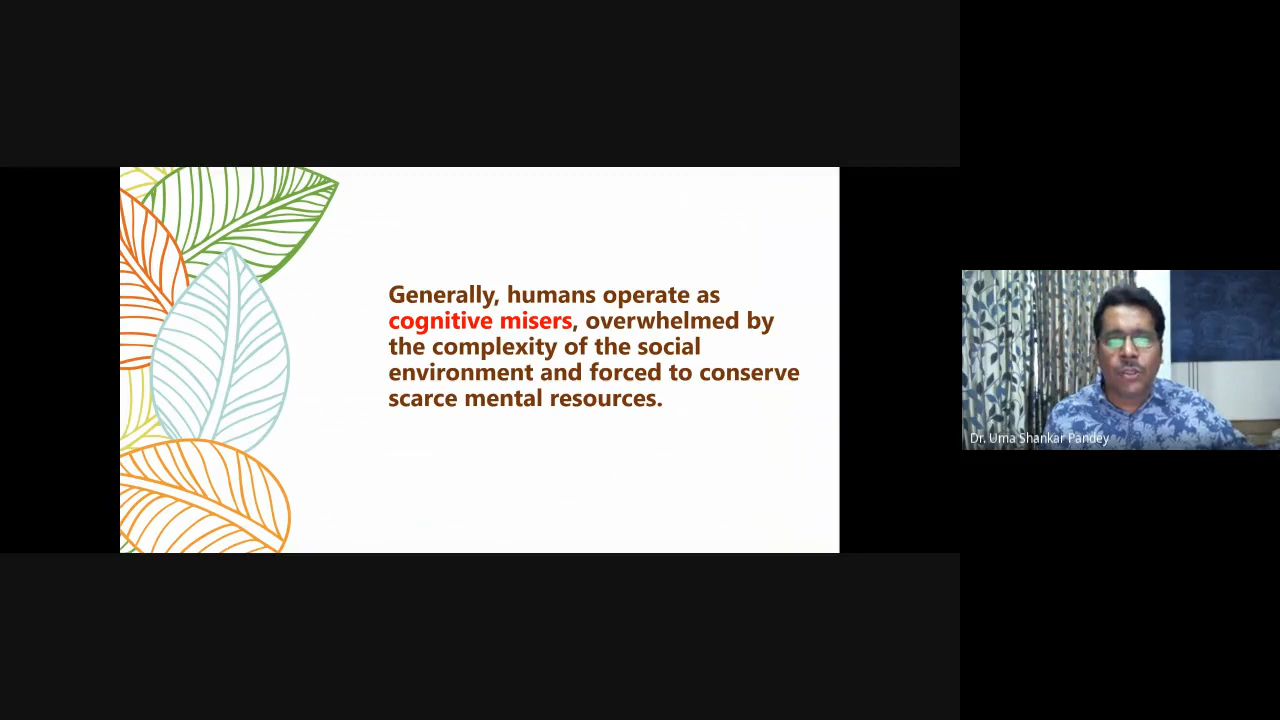 Generally, humans operate as
cognitive misers, overwhelmed by
the complexity of the social
environment and forced to conserve
scarce mental resources.
Dr. Uma Shankar Pandey